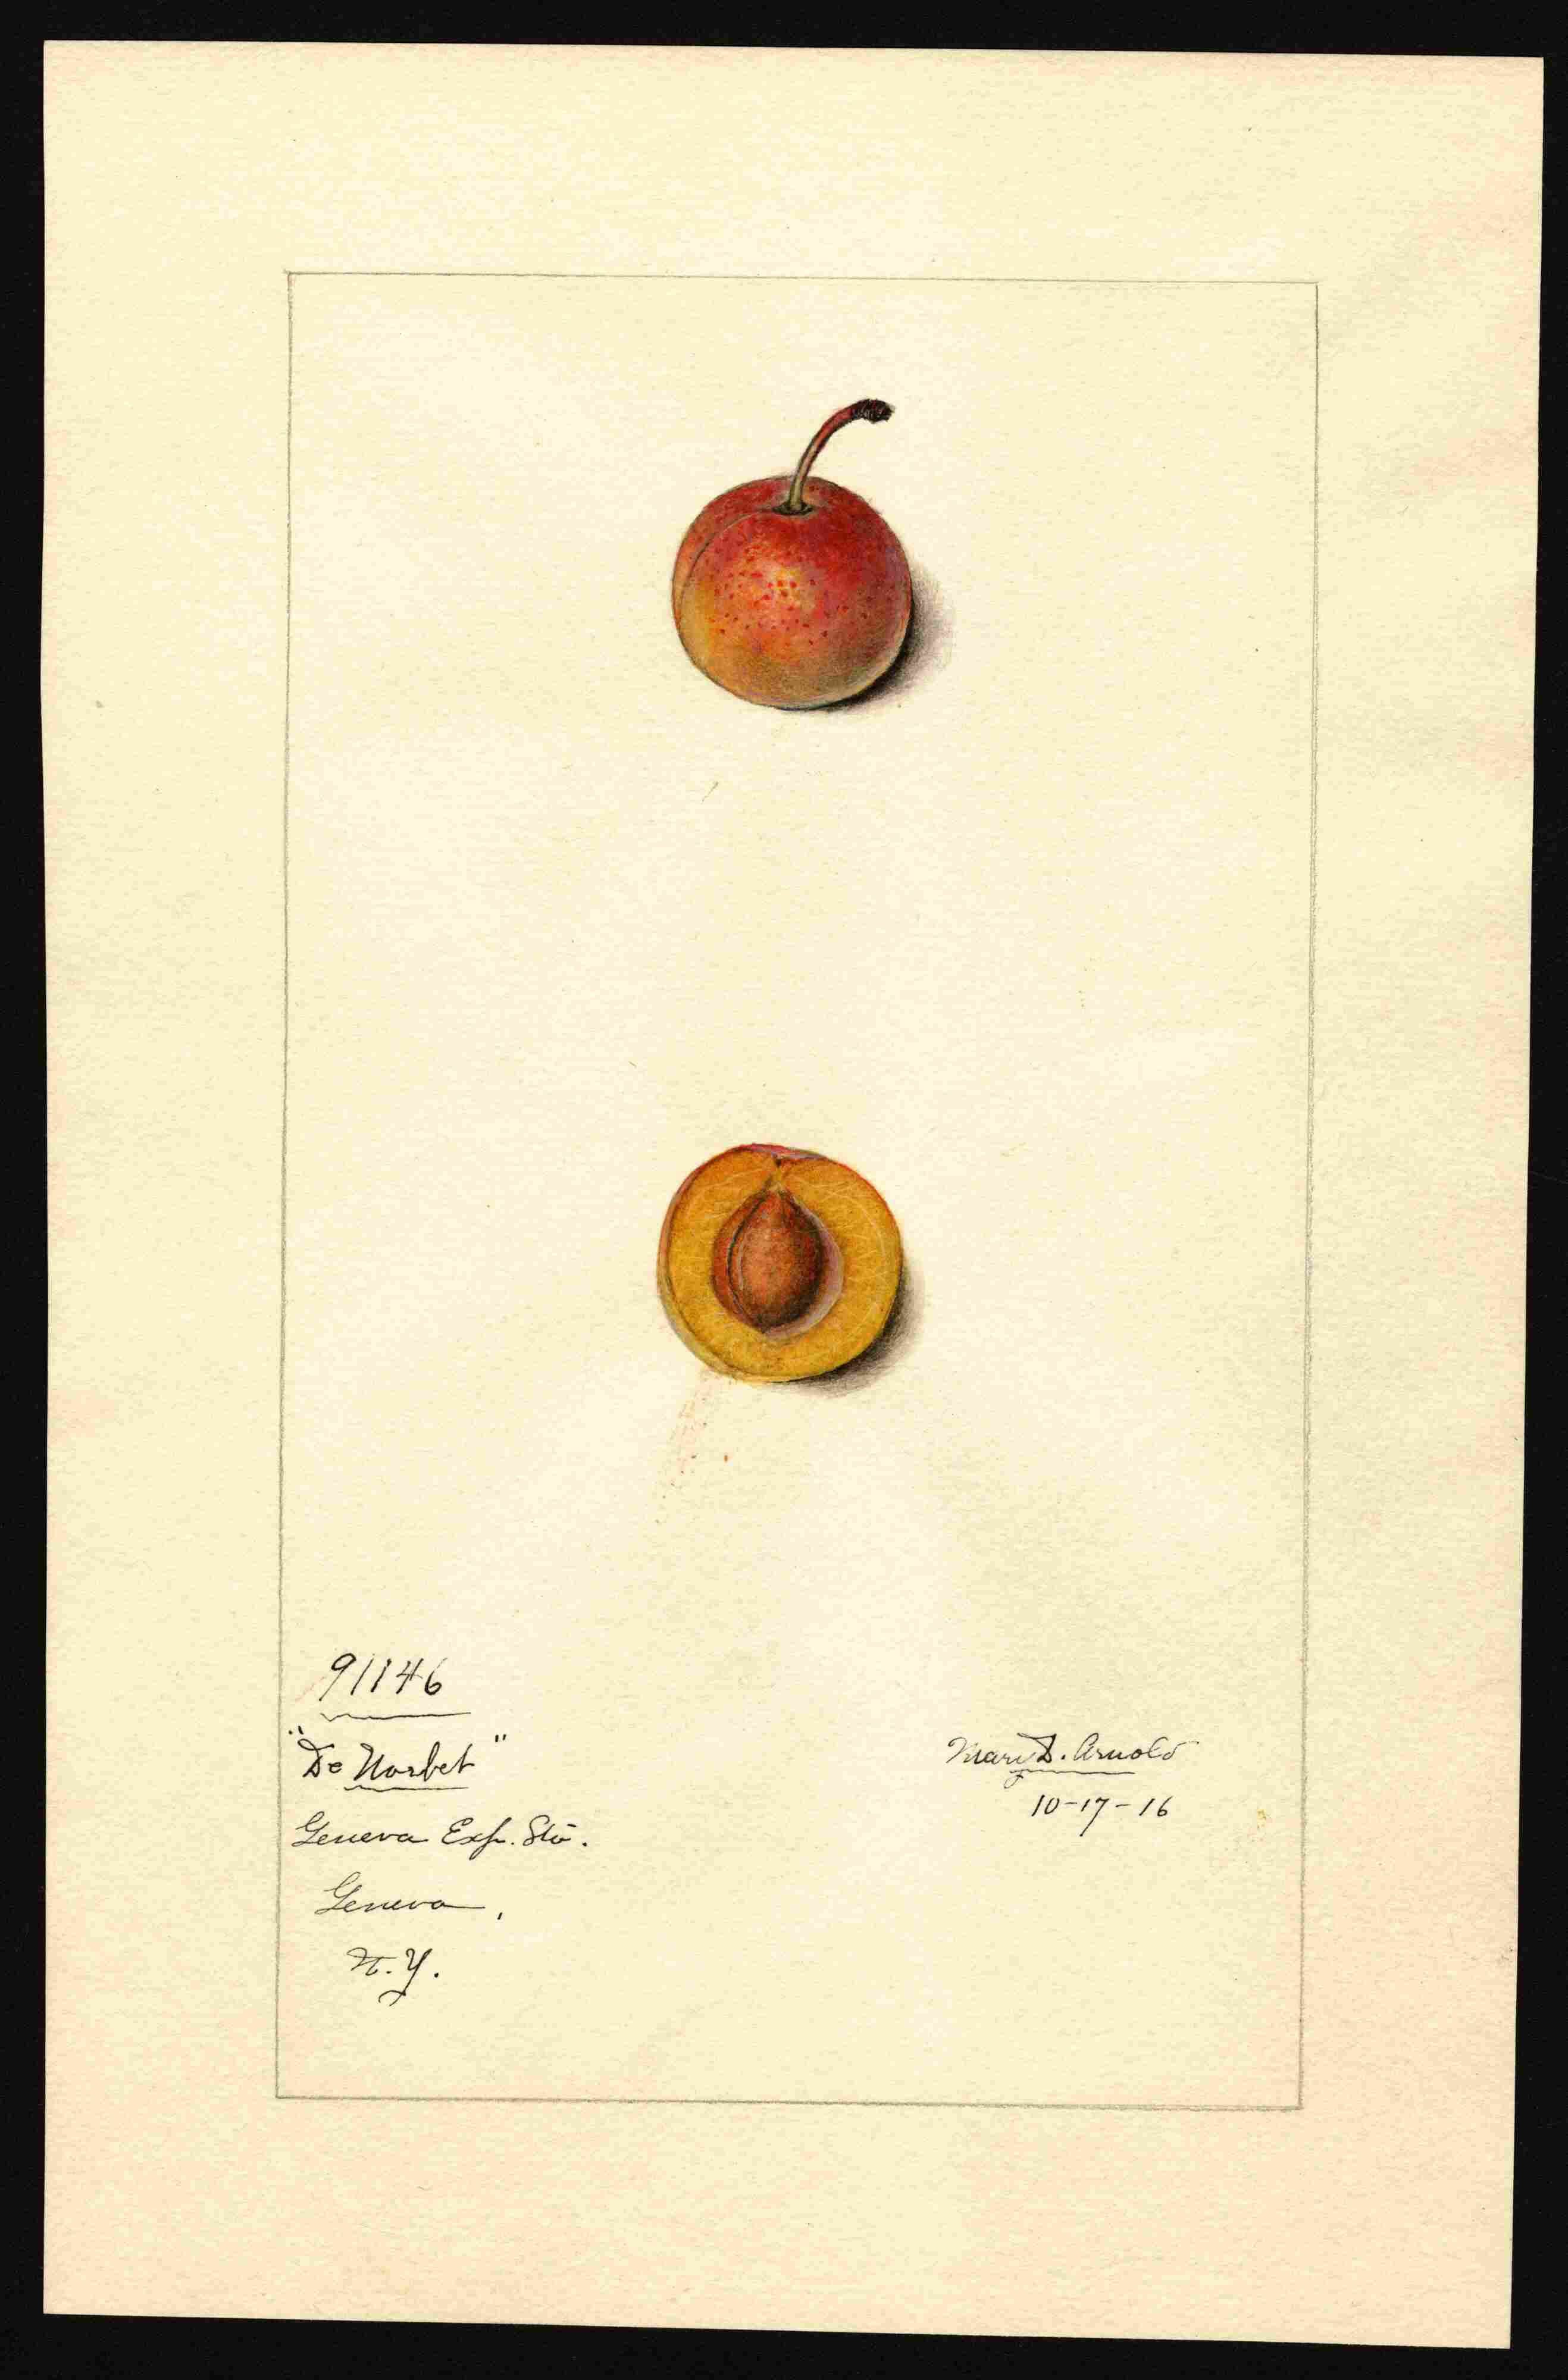 91146
"De Norbet"
Geneva Exp. Sta.
Geneva,
N.Y.
Mary D. Arnold
10-17-16